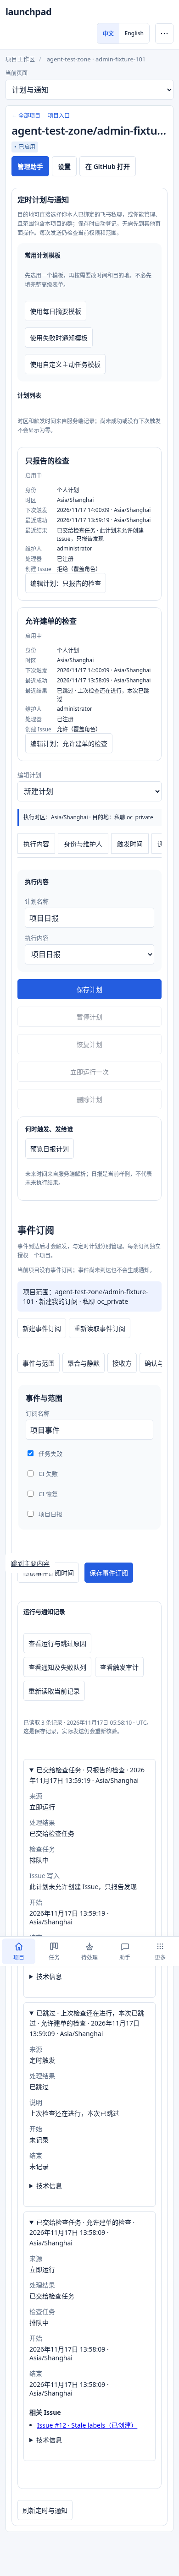 launchpad
中文 English ···
项目工作区 / agent-test-zone · admin-fixture-101
当前页面
计划与通知
← 全部项目 项目入口
agent-test-zone/admin-fixtu...
• 已启用
管理助手 设置 在 GitHub 打开
定时计划与通知
目的地可直接选择你本人已绑定的飞书私聊，或你能管理、且范围包含本项目的群；保存时自动登记，无需先到其他页面操作。每次发送仍检查当前权限和范围。
常用计划模板
先选用一个模板，再按需要改时间和目的地。不必先填写完整高级表单。
使用每日摘要模板
使用失败时通知模板
使用自定义主动任务模板
计划列表
时区和触发时间来自服务端记录；尚未成功或没有下次触发不会显示为零。
只报告的检查
启用中
身份 个人计划
时区 Asia/Shanghai
下次触发 2026/11/17 14:00:09 · Asia/Shanghai
最近成功 2026/11/17 13:59:19 · Asia/Shanghai
最近结果 已交给检查任务 · 此计划未允许创建
Issue，只报告发现
维护人 administrator
处理器 已归注
创建 Issue 拒绝（覆盖角色）
编辑计划：只报告的检查
允许建单的检查
启用中
身份 个人计划
时区 Asia/Shanghai
下次触发 2026/11/17 14:00:09 · Asia/Shanghai
最近成功 2026/11/17 13:58:09 · Asia/Shanghai
最近结果 已跳过 · 上次检查还在进行，本次已跳
过
维护人 administrator
处理器 已归注
创建 Issue 允许（覆盖角色）
编辑计划：允许建单的检查
编辑计划
新建计划
执行时区：Asia/Shanghai · 目的地：私聊 oc_private
执行内容 身份与维护人 触发时间
执行内容
计划名称
项目日报
执行内容
项目日报
保存计划
暂停计划
恢复计划
立即运行一次
删除计划
何时触发、发给谁
预览日报计划
未来时间来自服务端解析；日报是当前样例，不代表未来执行结果。
事件订阅
事件到达后才会触发，与定时计划分别管理。每条订阅独立授权一个项目。
当前项目没有事件订阅；事件尚未到达也不会生成通知。
项目范围：agent-test-zone/admin-fixture-
101 · 新建我的订阅 · 私聊 oc_private
新建事件订阅 重新读取事件订阅
事件与范围 聚合与静默 接收方 确认与
事件与范围
订阅名称
项目事件
任务失败
CI 失败
CI 恢复
项目日报
跳到主要内容
阅时间 保存事件订阅
运行与通知记录
查看运行与跳过原因
查看通知及失败队列 查看触发审计
重新读取当前记录
已读取 3 条记录 · 2026年11月17日 05:58:10 · UTC。这里保存读取记录，实际发送仍会重新核验。
▼ 已交给检查任务 · 只报告的检查 · 2026
年11月17日 13:59:19 · Asia/Shanghai
来源
立即运行
处理结果
已交给检查任务
检查任务
排队中
Issue 写入
此计划未允许创建 Issue，只报告发现
开始
2026年11月17日 13:59:19 ·
Asia/Shanghai
项目 任务 待处理 助手 更多
▶ 技术信息
▼ 已跳过 · 上次检查还在进行，本次已跳
过 · 允许建单的检查 · 2026年11月17日
13:59:09 · Asia/Shanghai
来源
定时触发
处理结果
已跳过
说明
上次检查还在进行，本次已跳过
开始
未记录
结束
未记录
▶ 技术信息
▼ 已交给检查任务 · 允许建单的检查 ·
2026年11月17日 13:58:09 ·
Asia/Shanghai
来源
立即运行
处理结果
已交给检查任务
检查任务
排队中
开始
2026年11月17日 13:58:09 ·
Asia/Shanghai
结束
2026年11月17日 13:58:09 ·
Asia/Shanghai
相关 Issue
• Issue #12 · Stale labels（已创建）
▶ 技术信息
刷新定时与通知